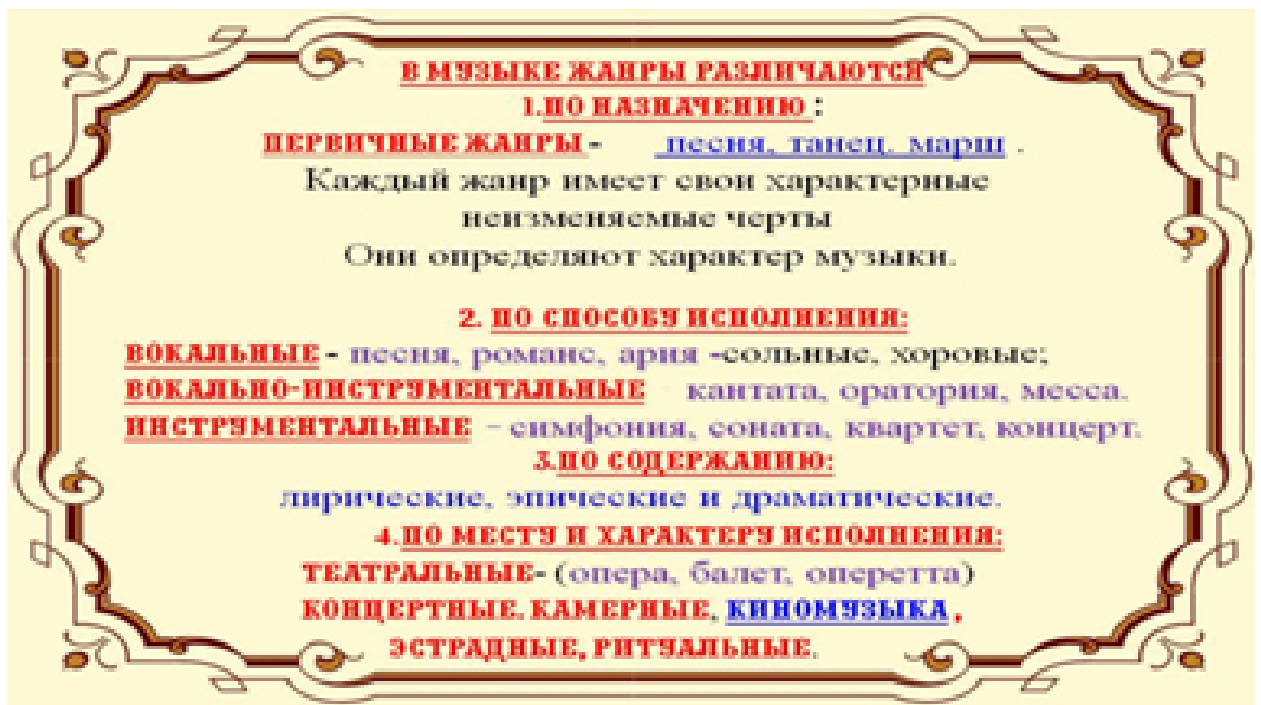 В МУЗЫКЕ ЖАНРЫ РАЗЛИЧАЮТСЯ
1.ПО НАЗНАЧЕНИЮ :
ПЕРВИЧНЫЕ ЖАНРЫ - песня, танец. марш .
Каждый жанр имеет свои характерные
неизменяемые черты
Они определяют характер музыки.
2. ПО СПОСОБУ ИСПОЛНЕНИЯ:
ВОКАЛЬНЫЕ - песня, романс, ария -сольные, хоровые;
ВОКАЛЬНО-ИНСТРУМЕНТАЛЬНЫЕ - кантата, оратория, месса.
ИНСТРУМЕНТАЛЬНЫЕ - симфония, соната, квартет, концерт.
3.ПО СОДЕРЖАНИЮ:
лирические, эпические и драматические.
4.ПО МЕСТУ И ХАРАКТЕРУ ИСПОЛНЕНИЯ:
ТЕАТРАЛЬНЫЕ- (опера, балет, оперетта)
КОНЦЕРТНЫЕ. КАМЕРНЫЕ, КИНОМУЗЫКА ,
ЭСТРАДНЫЕ, РИТУАЛЬНЫЕ.